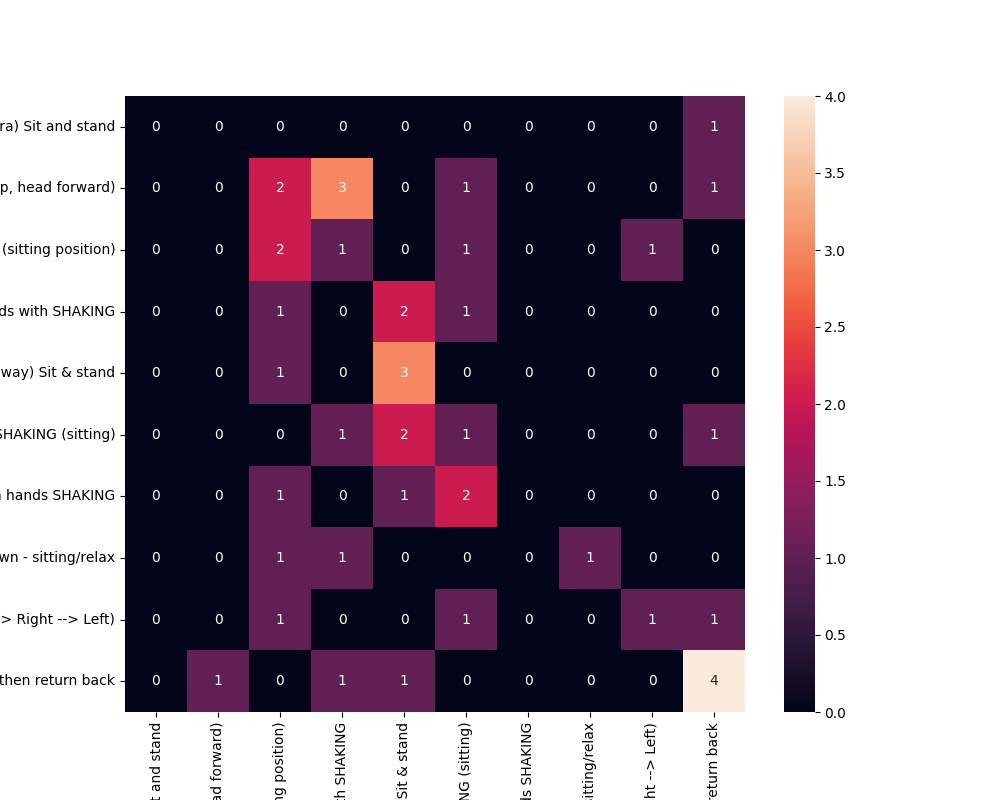 ra) Sit and stand 0 0 0 0 0 0 0 0 0 1
p, head forward) 0 0 2 3 0 1 0 0 0 1
(sitting position) 0 0 2 1 0 1 0 0 1 0
ds with SHAKING 0 0 1 0 2 1 0 0 0 0
way) Sit & stand 0 0 1 0 3 0 0 0 0 0
SHAKING (sitting) 0 0 0 1 2 1 0 0 0 1
hands SHAKING 0 0 1 0 1 2 0 0 0 0
wn - sitting/relax 0 0 1 1 0 0 0 1 0 0
> Right --> Left) 0 0 1 0 0 1 0 0 1 1
then return back 0 1 0 1 1 0 0 0 0 4
t and stand
ad forward)
ng position)
th SHAKING
Sit & stand
NG (sitting)
ds SHAKING
sitting/relax
ht --> Left)
return back
4.0
3.5
3.0
2.5
2.0
1.5
1.0
0.5
0.0